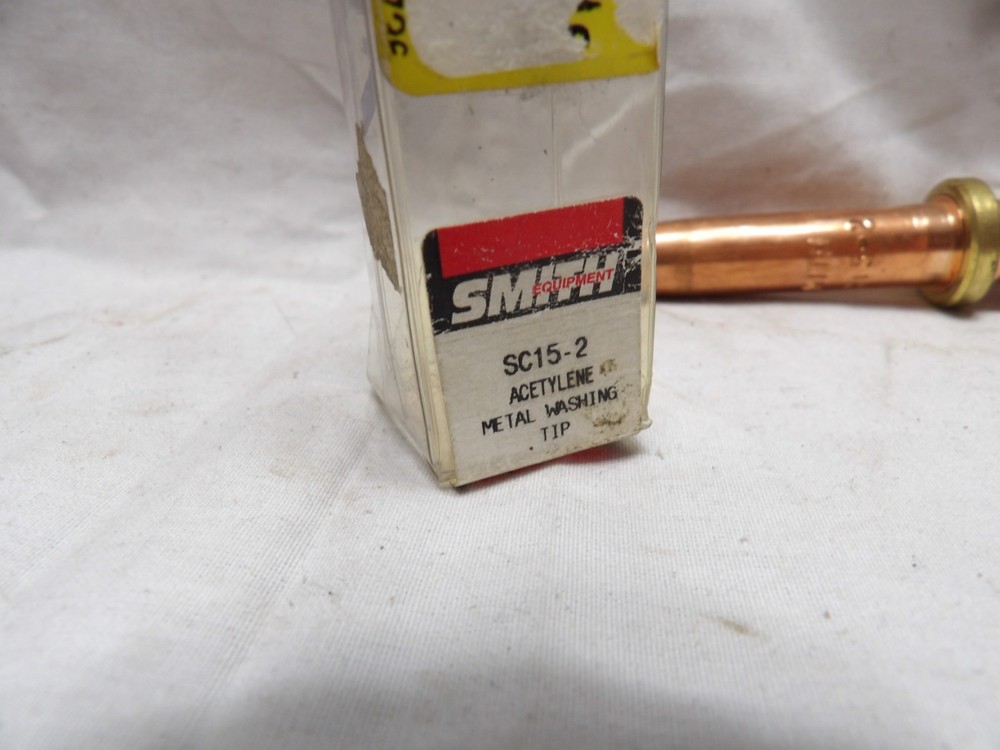 SMITH
EQUIPMENT
SC15-2
ACETYLENE
METAL WASHING
TIP